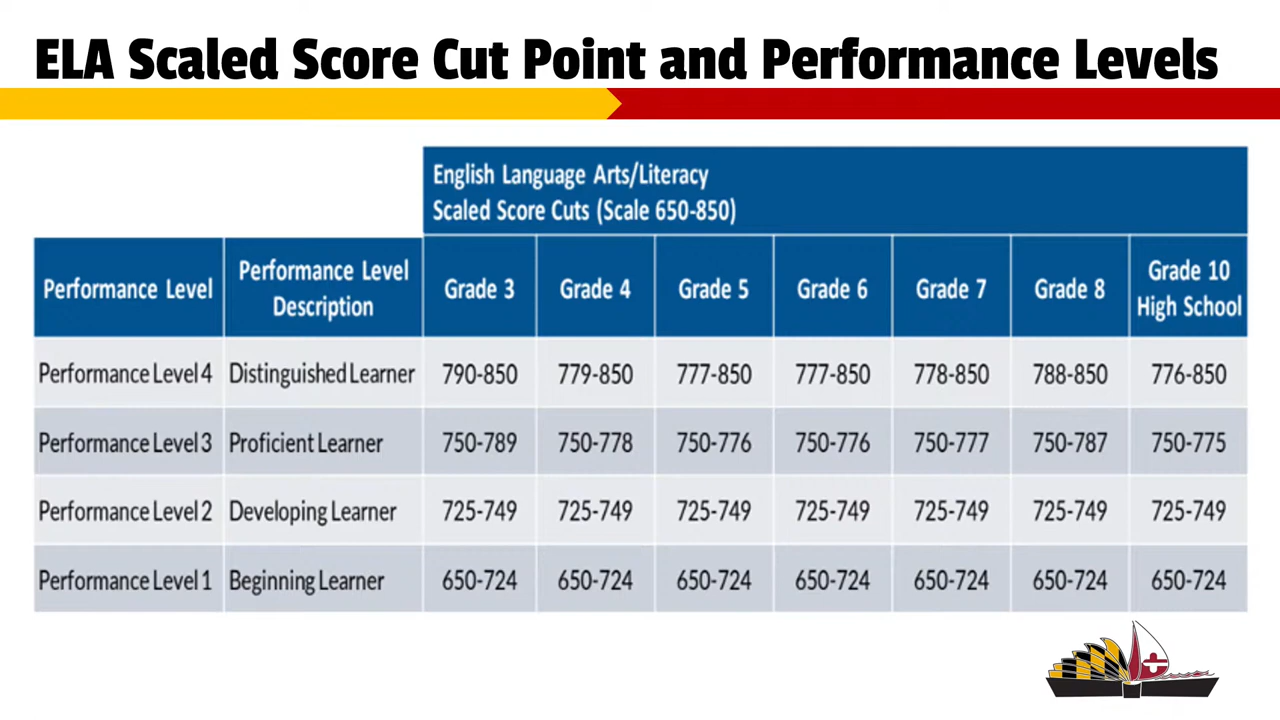 ELA Scaled Score Cut Point and Performance Levels
English Language Arts/Literacy
Scaled Score Cuts (Scale 650-850)
Performance Level Performance Level Description Grade 3 Grade 4 Grade 5 Grade 6 Grade 7 Grade 8 Grade 10 High School
Performance Level 4 Distinguished Learner 790-850 779-850 777-850 777-850 778-850 788-850 776-850
Performance Level 3 Proficient Learner 750-789 750-778 750-776 750-776 750-777 750-787 750-775
Performance Level 2 Developing Learner 725-749 725-749 725-749 725-749 725-749 725-749 725-749
Performance Level 1 Beginning Learner 650-724 650-724 650-724 650-724 650-724 650-724 650-724